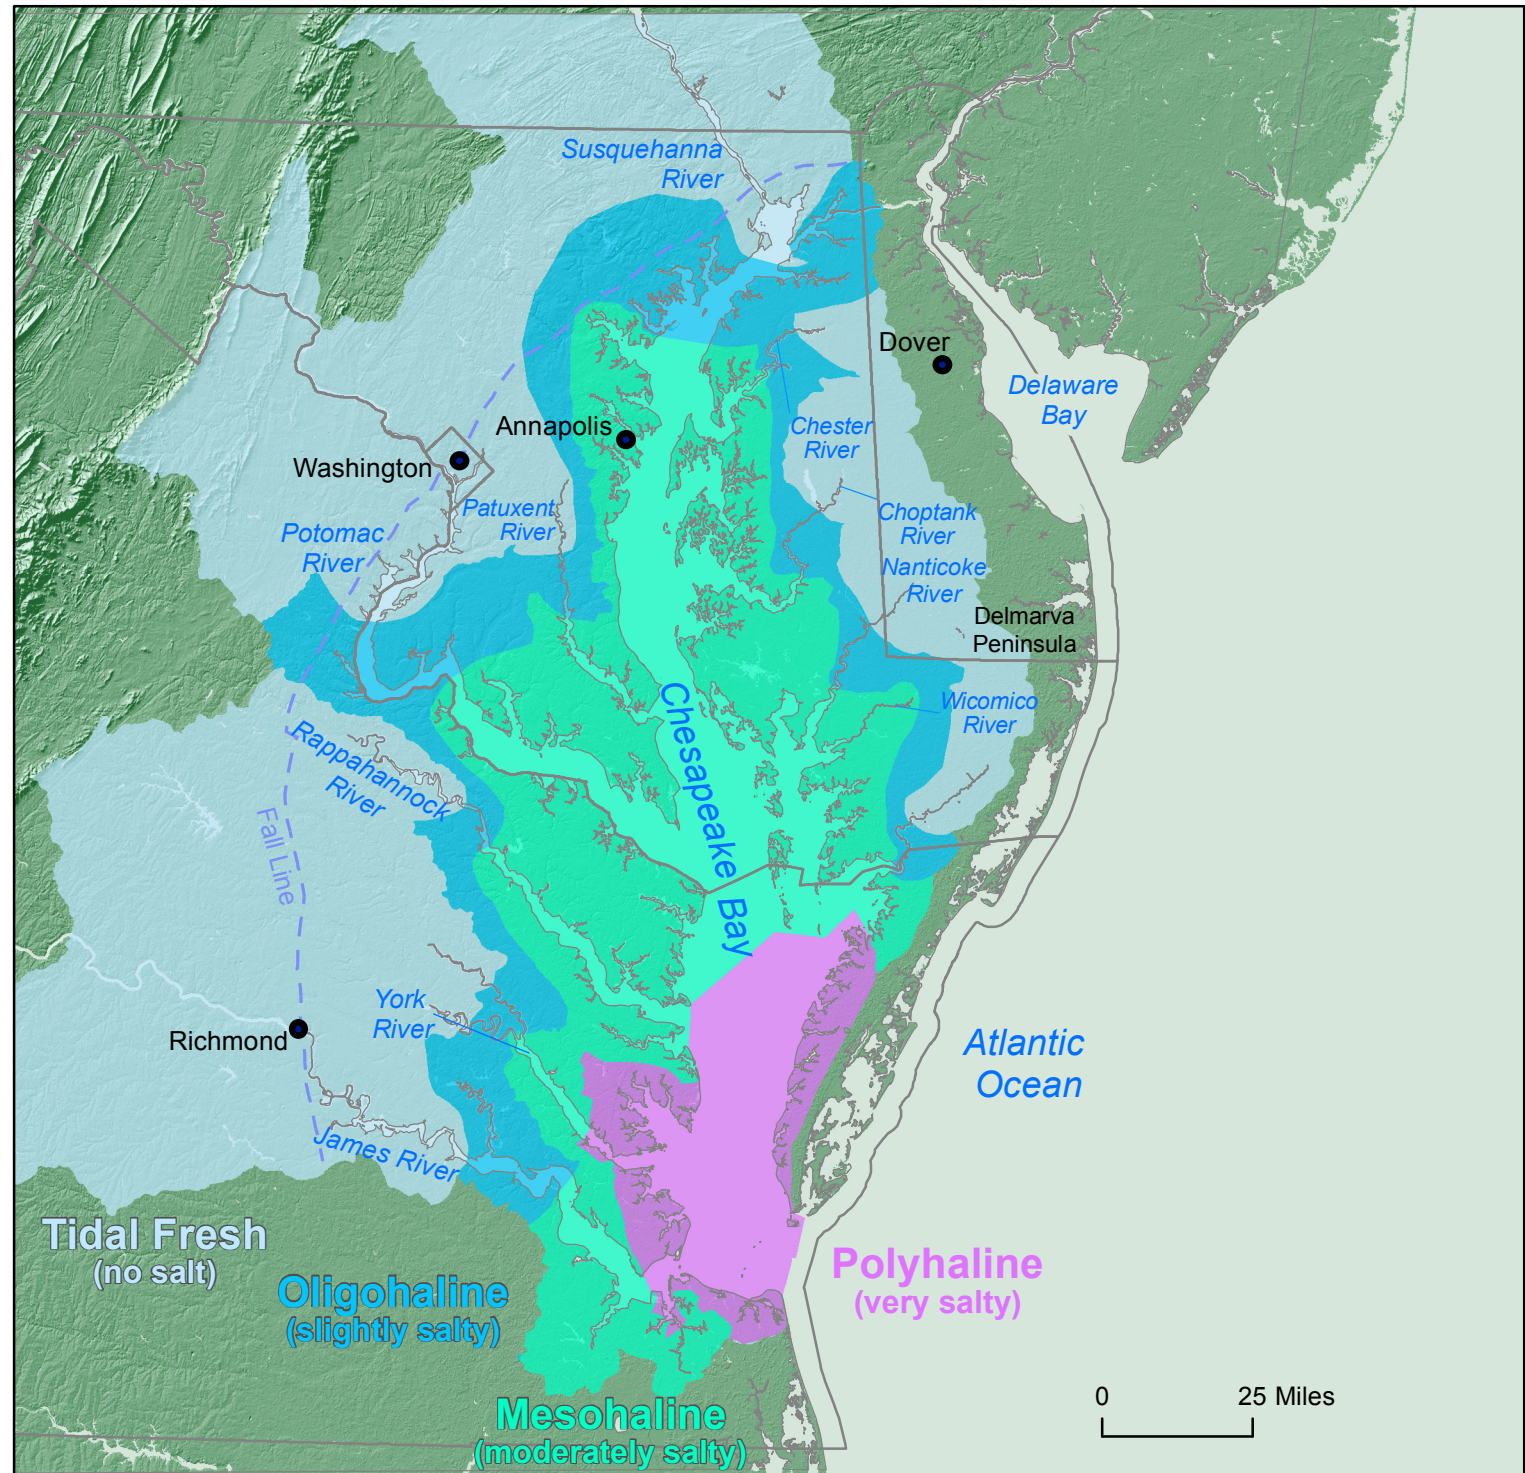 Susquehanna
River
Dover
Delaware
Bay
Annapolis
Chester
River
Washington
Patuxent
River
Choptank
River
Potomac
River
Nanticoke
River
Delmarva
Peninsula
Wicomico
River
Rappahannock
River
Chesapeake Bay
Fall Line
York
River
Richmond
Atlantic
Ocean
James River
Tidal Fresh
(no salt)
Oligohaline
(slightly salty)
Polyhaline
(very salty)
Mesohaline
(moderately salty)
0 25 Miles